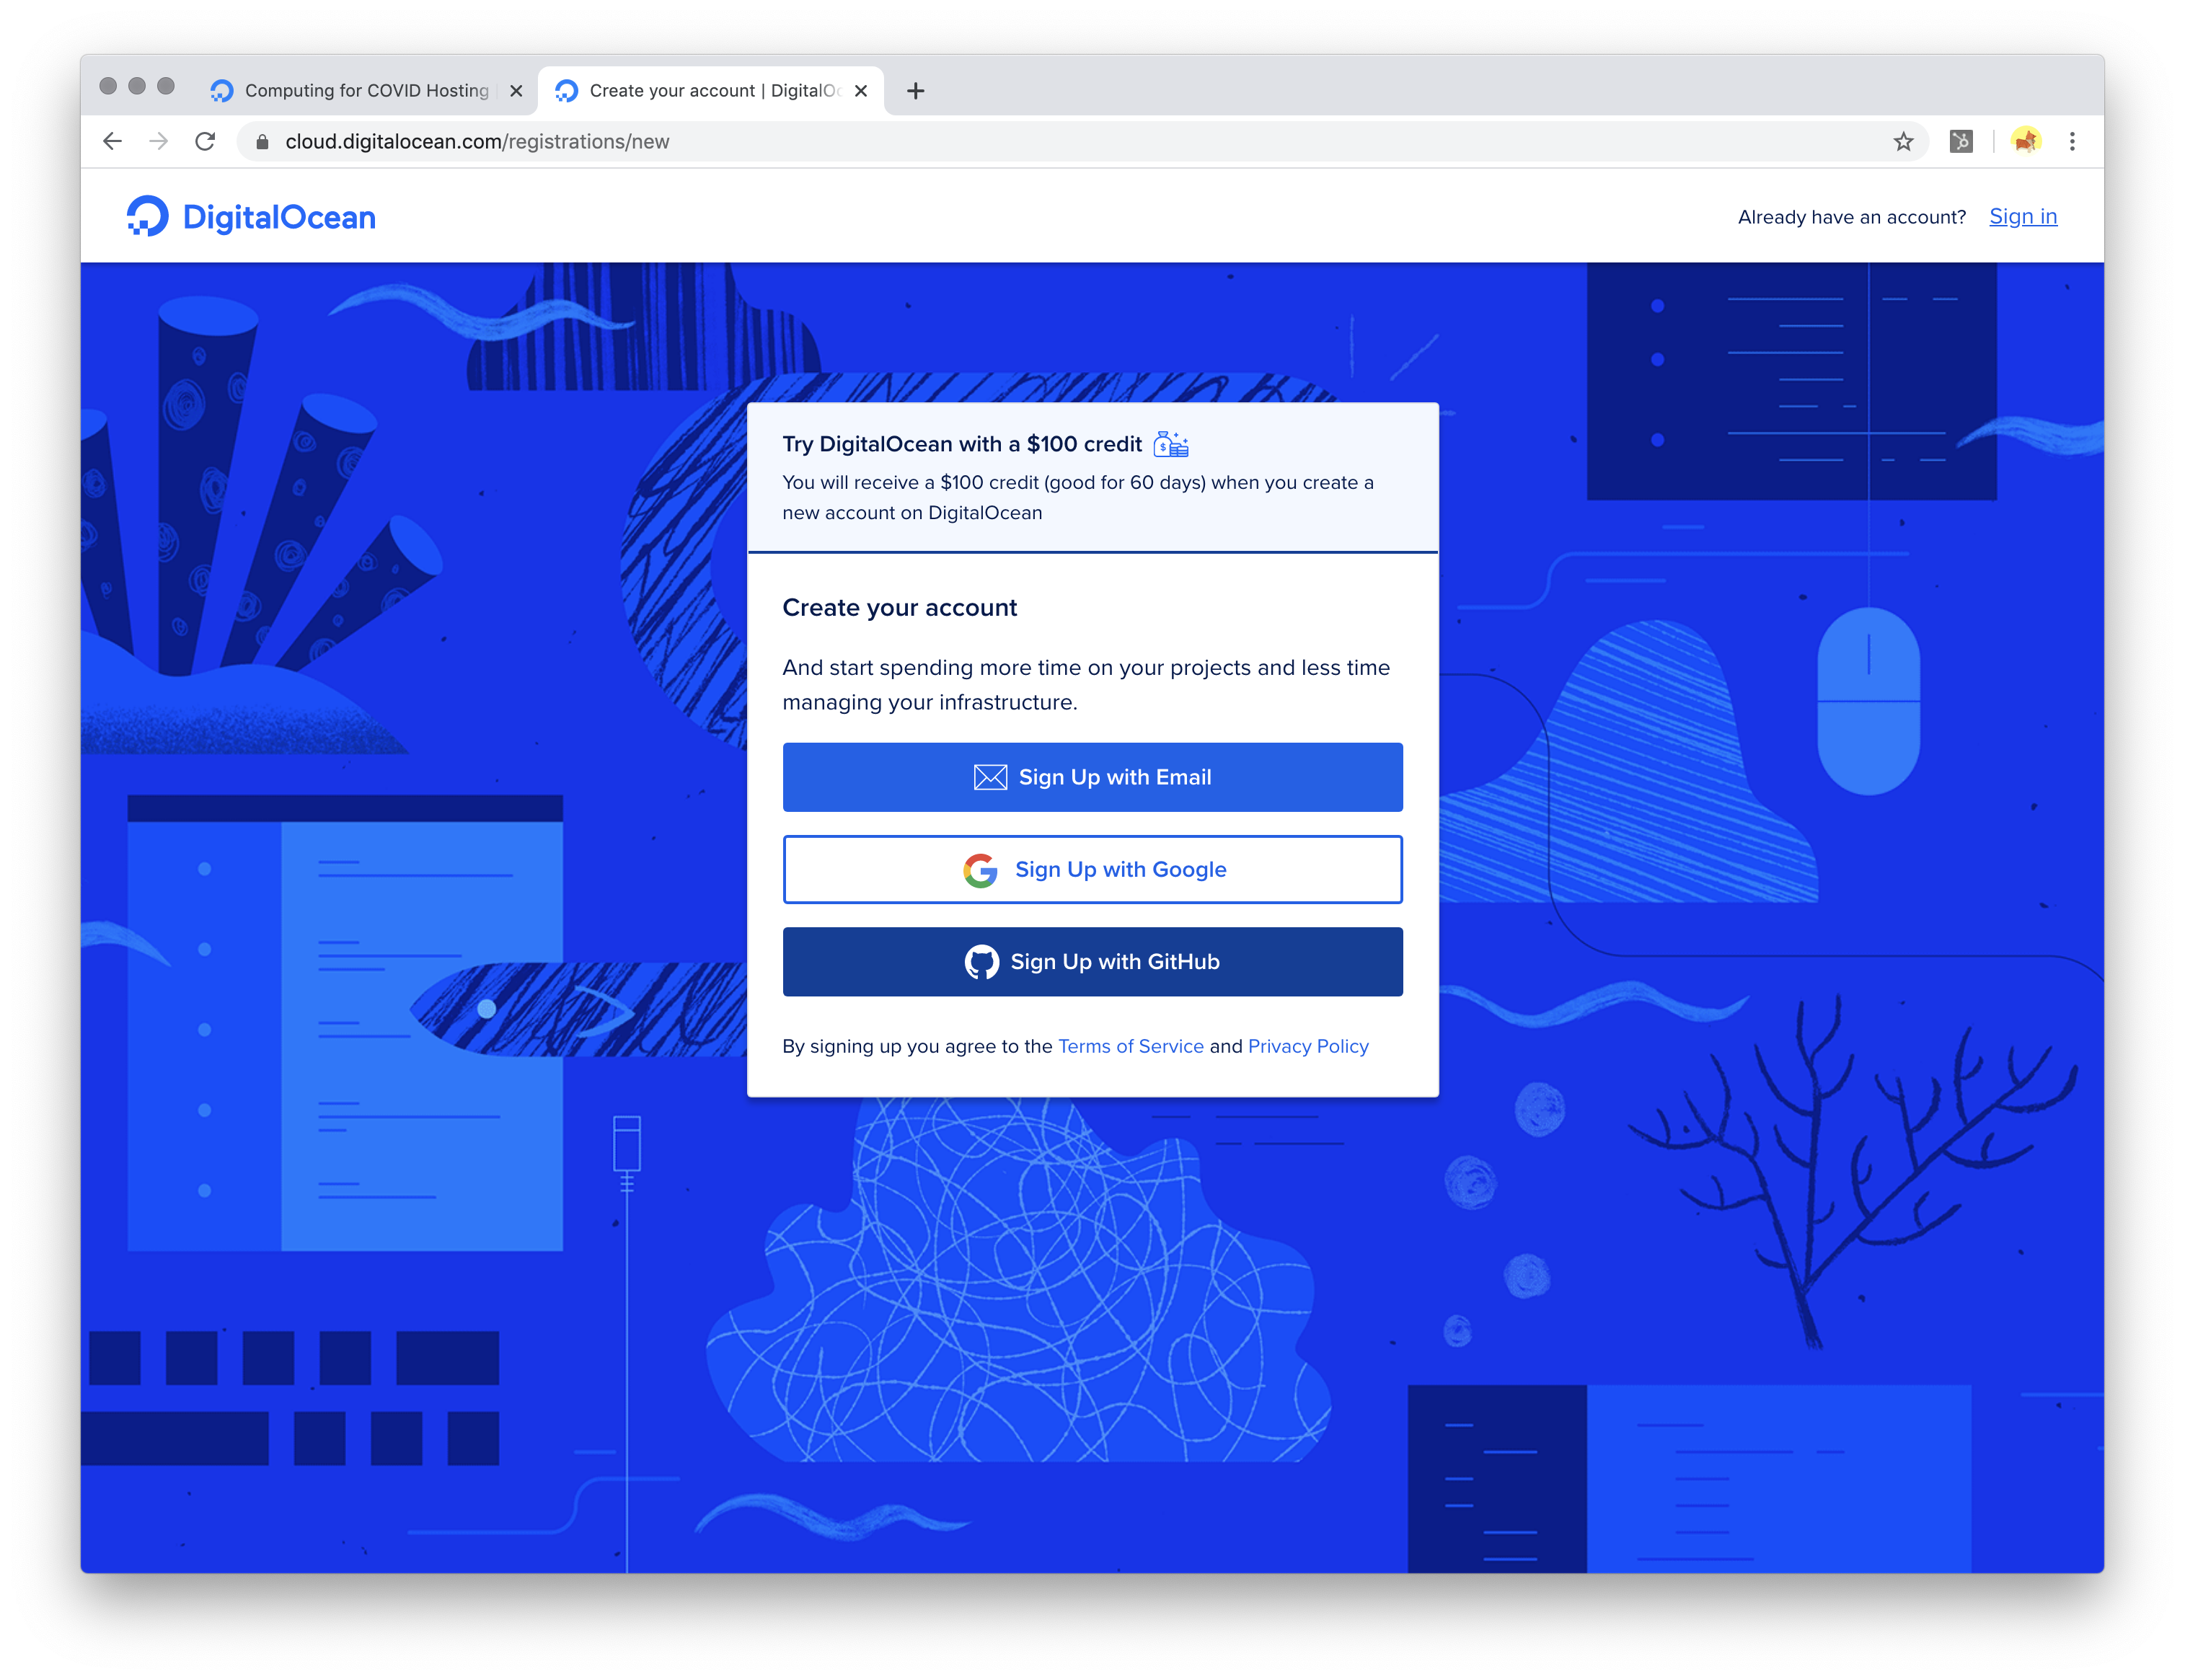 Computing for COVID Hosting
Create your account | DigitalOc
cloud.digitalocean.com/registrations/new
DigitalOcean
Already have an account? Sign in
Try DigitalOcean with a $100 credit
You will receive a $100 credit (good for 60 days) when you create a
new account on DigitalOcean
Create your account
And start spending more time on your projects and less time
managing your infrastructure.
Sign Up with Email
Sign Up with Google
Sign Up with GitHub
By signing up you agree to the Terms of Service and Privacy Policy